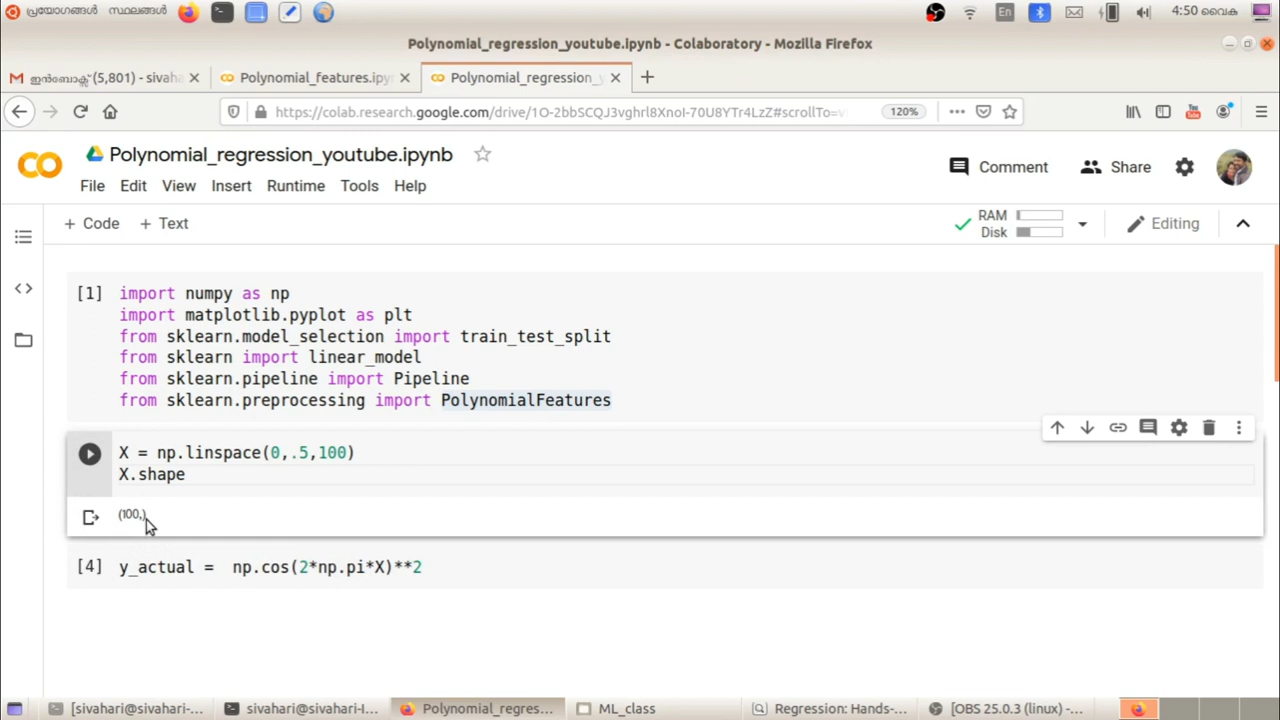 പ്രയോഗങ്ങൾ സ്ഥലങ്ങൾ En 4:50 വൈകു
Polynomial_regression_youtube.ipynb - Colaboratory - Mozilla Firefox
ഇൻബോക്സ് (5,801) - sivaha Polynomial_features.ipy Polynomial_regression_y
https://colab.research.google.com/drive/1O-2bbSCQJ3vghrl8XnoI-70U8YTr4LzZ#scrollTo=v 120%
Polynomial_regression_youtube.ipynb
Comment Share
File Edit View Insert Runtime Tools Help
+ Code + Text RAM Disk Editing
[1] import numpy as np
import matplotlib.pyplot as plt
from sklearn.model_selection import train_test_split
from sklearn import linear_model
from sklearn.pipeline import Pipeline
from sklearn.preprocessing import PolynomialFeatures
X = np.linspace(0,.5,100)
X.shape
(100,)
[4] y_actual = np.cos(2*np.pi*X)**2
[sivahari@sivahari-... sivahari@sivahari-I... Polynomial_regres... ML_class Regression: Hands-... [OBS 25.0.3 (linux) -...